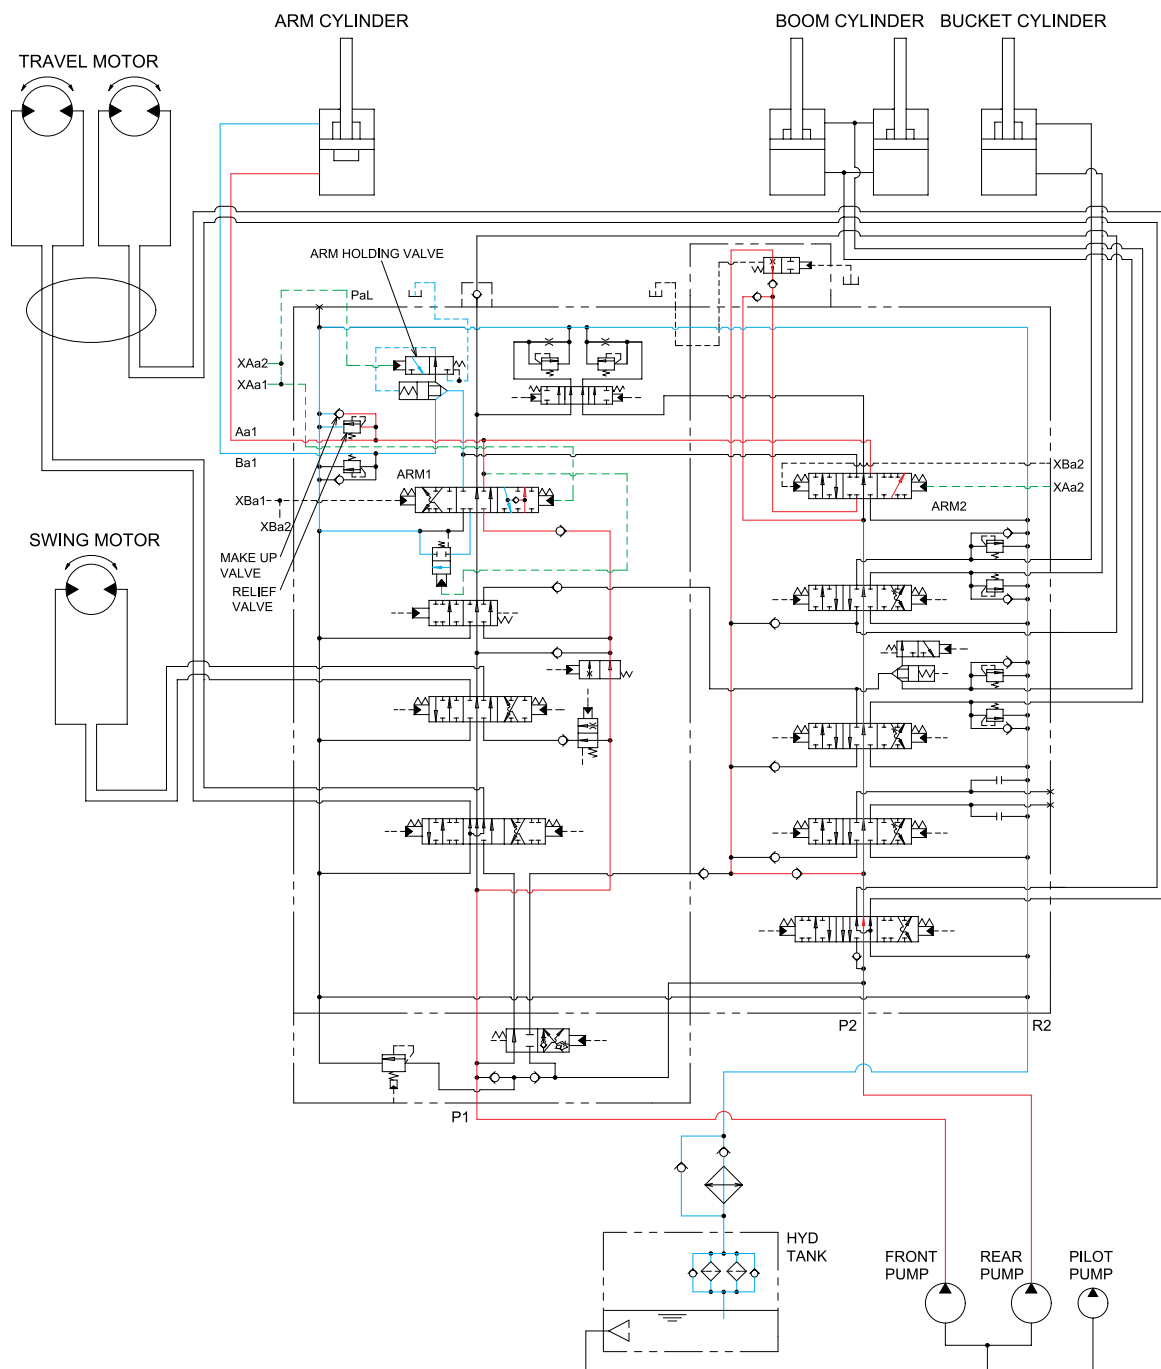 ARM CYLINDER
BOOM CYLINDER
BUCKET CYLINDER
TRAVEL MOTOR
ARM HOLDING VALVE
PaL
XAa2
XAa1
Aa1
Ba1
ARM1
XBa1
XBa2
XBa2
XAa2
ARM2
SWING MOTOR
MAKE UP
VALVE
RELIEF
VALVE
P2
R2
P1
HYD
TANK
FRONT
PUMP
REAR
PUMP
PILOT
PUMP